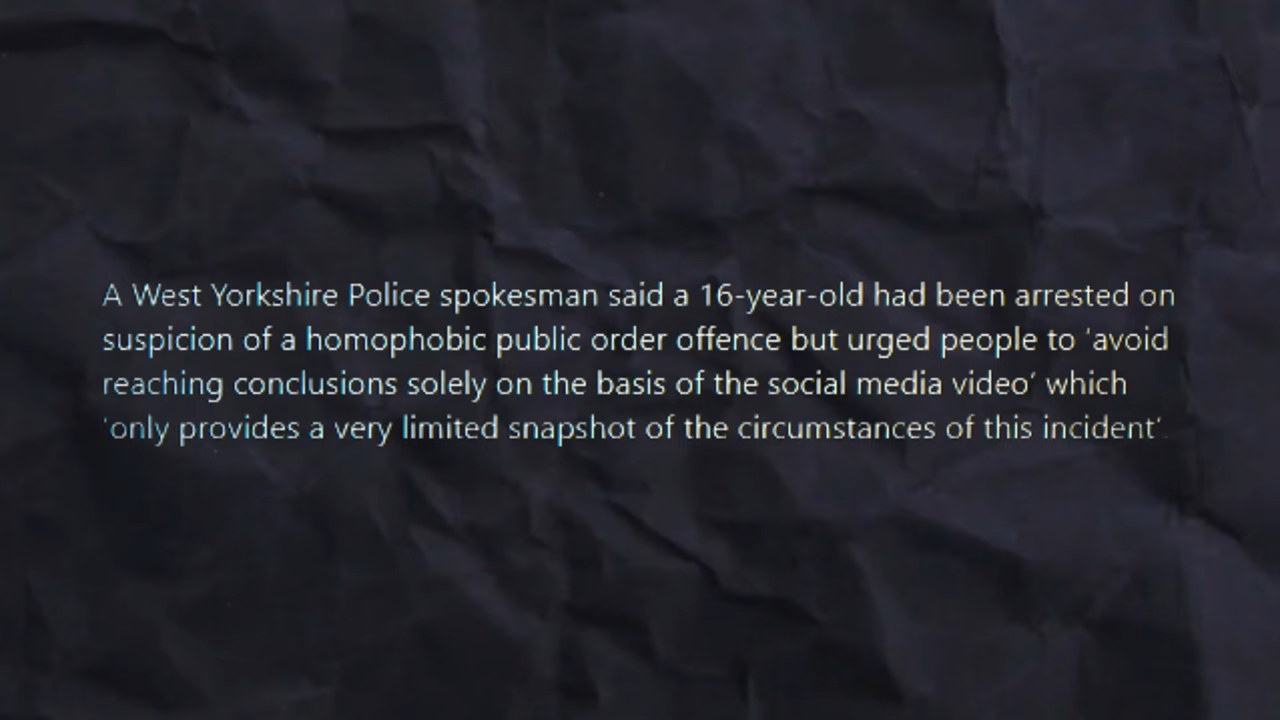 A West Yorkshire Police spokesman said a 16-year-old had been arrested on
suspicion of a homophobic public order offence but urged people to ‘avoid
reaching conclusions solely on the basis of the social media video’ which
‘only provides a very limited snapshot of the circumstances of this incident’.